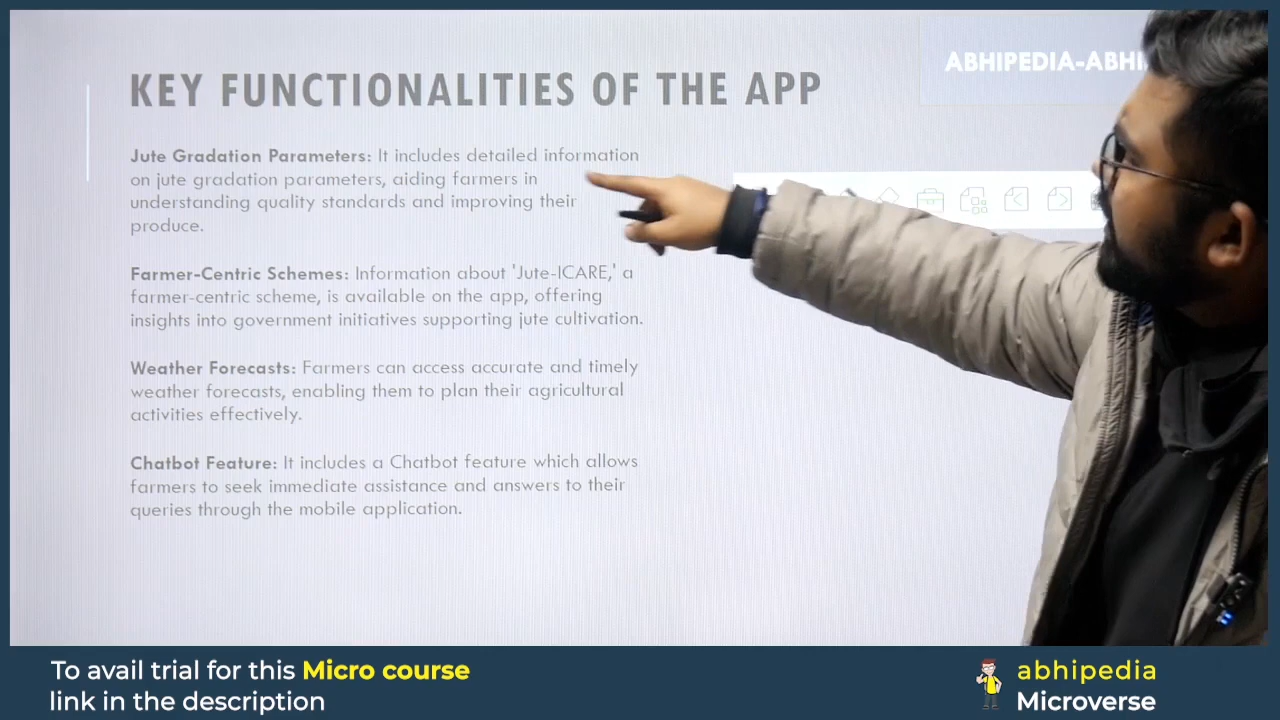 KEY FUNCTIONALITIES OF THE APP
ABHIPEDIA-ABHI
Jute Gradation Parameters: It includes detailed information
on jute gradation parameters, aiding farmers in
understanding quality standards and improving their
produce.
Farmer-Centric Schemes: Information about 'Jute-ICARE,' a
farmer-centric scheme, is available on the app, offering
insights into government initiatives supporting jute cultivation.
Weather Forecasts: Farmers can access accurate and timely
weather forecasts, enabling them to plan their agricultural
activities effectively.
Chatbot Feature: It includes a Chatbot feature which allows
farmers to seek immediate assistance and answers to their
queries through the mobile application.
To avail trial for this Micro course
link in the description
abhipedia
Microverse